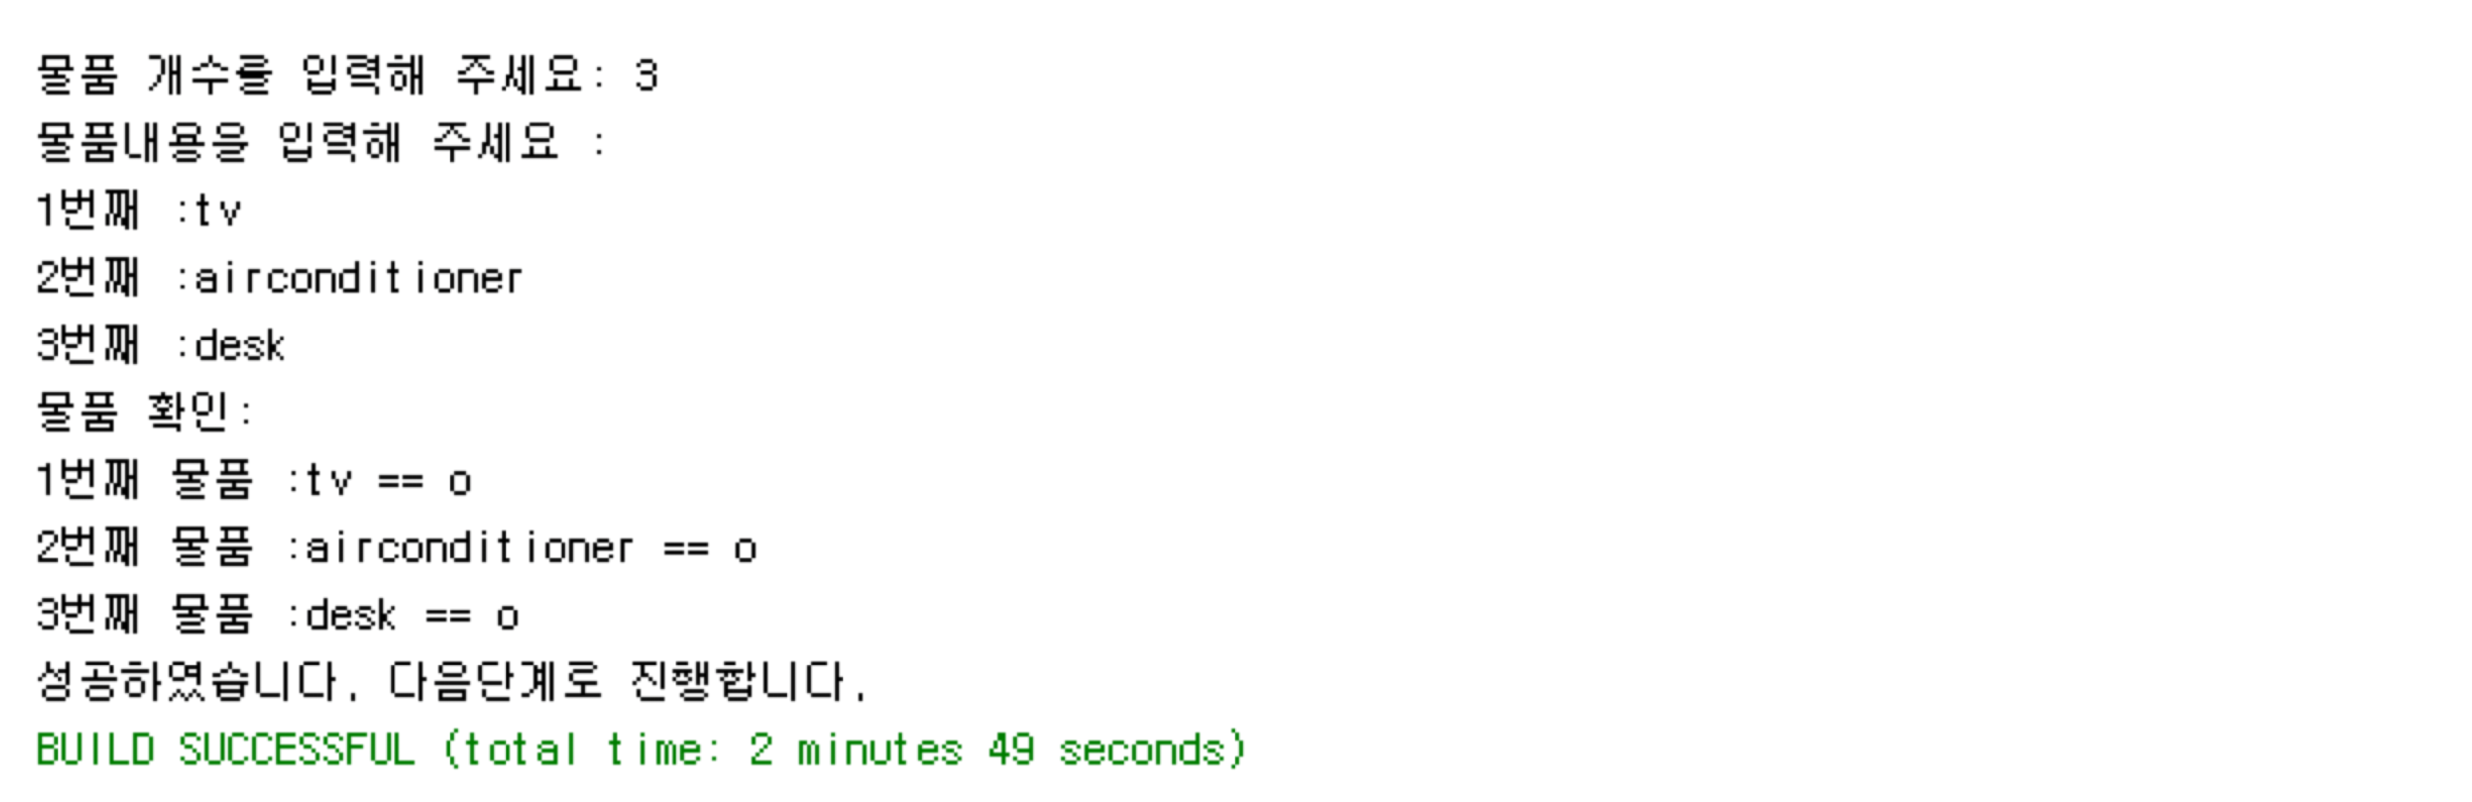 물품 개수를 입력해 주세요: 3
물품내용을 입력해 주세요 :
1번째 :tv
2번째 :airconditioner
3번째 :desk
물품 확인:
1번째 물품 :tv == o
2번째 물품 :airconditioner == o
3번째 물품 :desk == o
성공하였습니다. 다음단계로 진행합니다.
BUILD SUCCESSFUL (total time: 2 minutes 49 seconds)